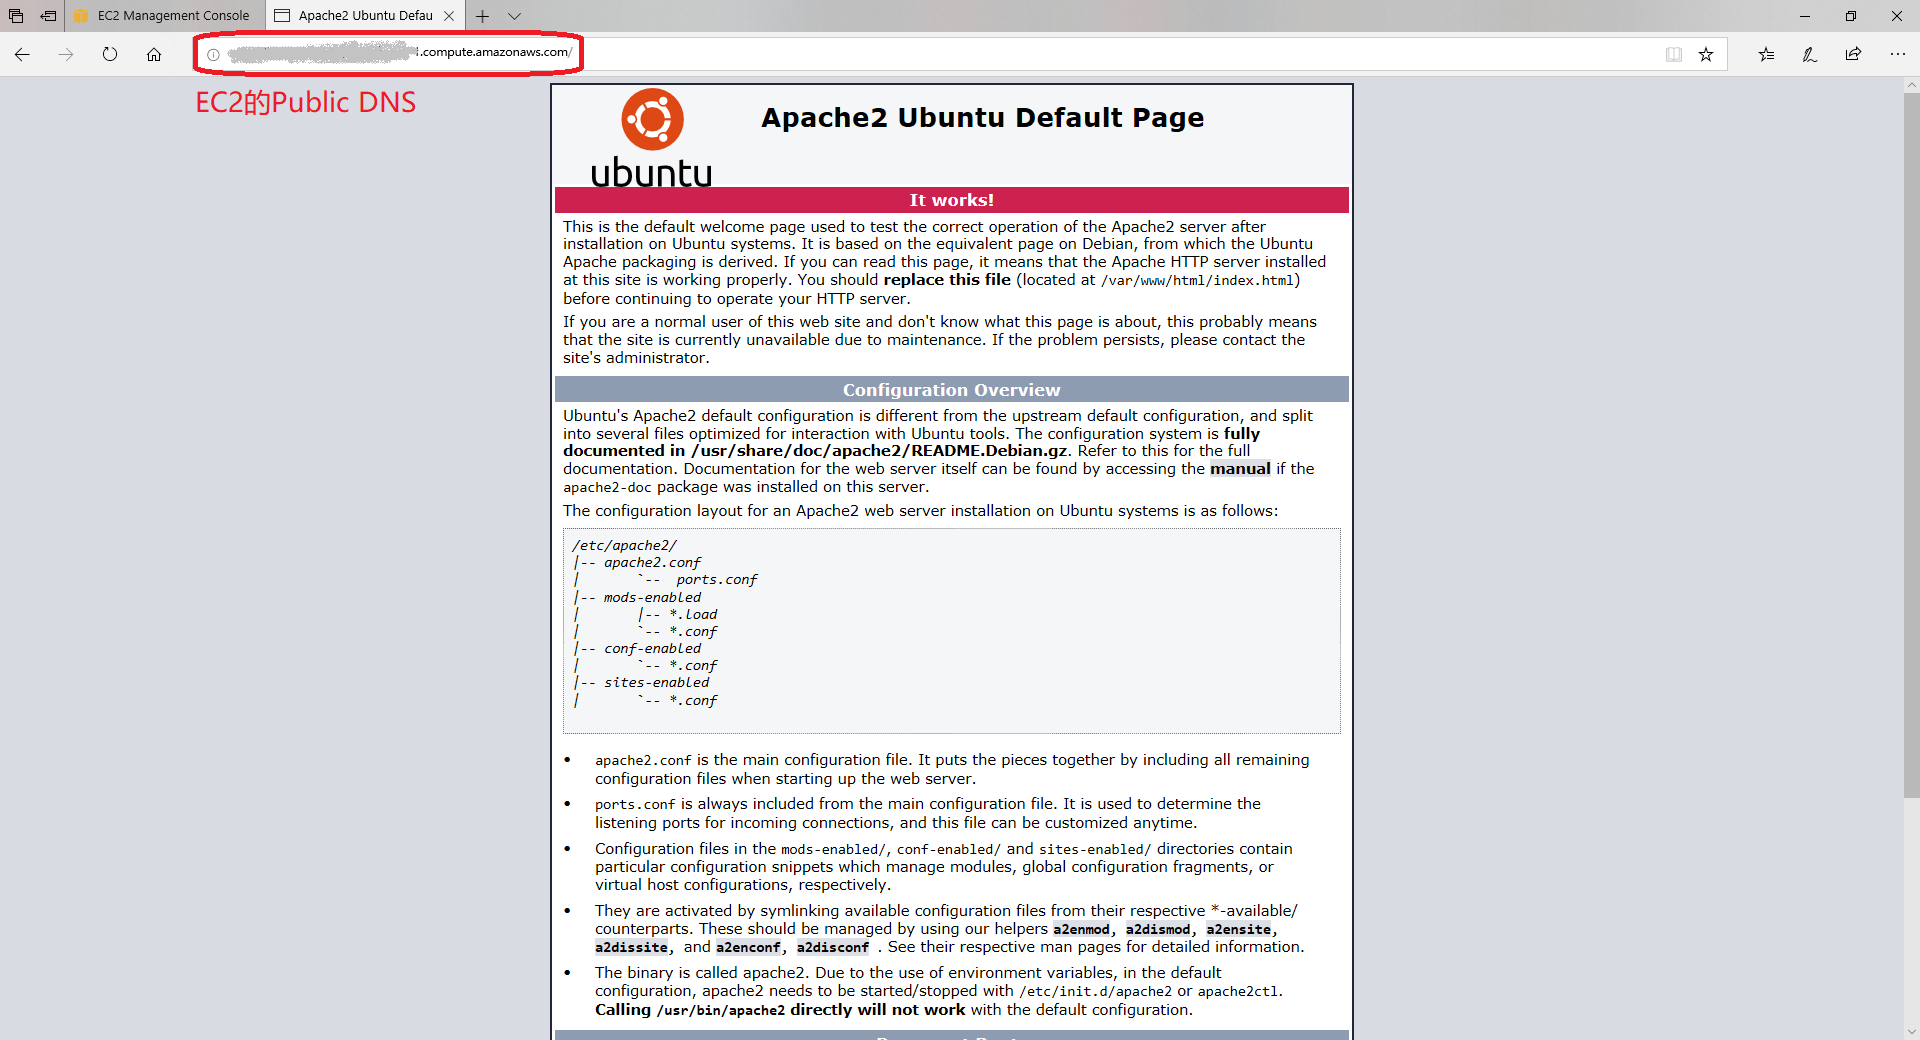 EC2 Management Console
Apache2 Ubuntu Defau
.compute.amazonaws.com/
EC2的Public DNS
ubuntu
Apache2 Ubuntu Default Page
It works!
This is the default welcome page used to test the correct operation of the Apache2 server after
installation on Ubuntu systems. It is based on the equivalent page on Debian, from which the Ubuntu
Apache packaging is derived. If you can read this page, it means that the Apache HTTP server installed
at this site is working properly. You should replace this file (located at /var/www/html/index.html)
before continuing to operate your HTTP server.
If you are a normal user of this web site and don't know what this page is about, this probably means
that the site is currently unavailable due to maintenance. If the problem persists, please contact the
site's administrator.
Configuration Overview
Ubuntu's Apache2 default configuration is different from the upstream default configuration, and split
into several files optimized for interaction with Ubuntu tools. The configuration system is fully
documented in /usr/share/doc/apache2/README.Debian.gz. Refer to this for the full
documentation. Documentation for the web server itself can be found by accessing the manual if the
apache2-doc package was installed on this server.
The configuration layout for an Apache2 web server installation on Ubuntu systems is as follows:
/etc/apache2/
|-- apache2.conf
|       `--  ports.conf
|-- mods-enabled
|       |-- *.load
|       `-- *.conf
|-- conf-enabled
|       `-- *.conf
|-- sites-enabled
|       `-- *.conf
• apache2.conf is the main configuration file. It puts the pieces together by including all remaining
configuration files when starting up the web server.
• ports.conf is always included from the main configuration file. It is used to determine the
listening ports for incoming connections, and this file can be customized anytime.
• Configuration files in the mods-enabled/, conf-enabled/ and sites-enabled/ directories contain
particular configuration snippets which manage modules, global configuration fragments, or
virtual host configurations, respectively.
• They are activated by symlinking available configuration files from their respective *-available/
counterparts. These should be managed by using our helpers a2enmod, a2dismod, a2ensite,
a2dissite, and a2enconf, a2disconf . See their respective man pages for detailed information.
• The binary is called apache2. Due to the use of environment variables, in the default
configuration, apache2 needs to be started/stopped with /etc/init.d/apache2 or apache2ctl.
Calling /usr/bin/apache2 directly will not work with the default configuration.